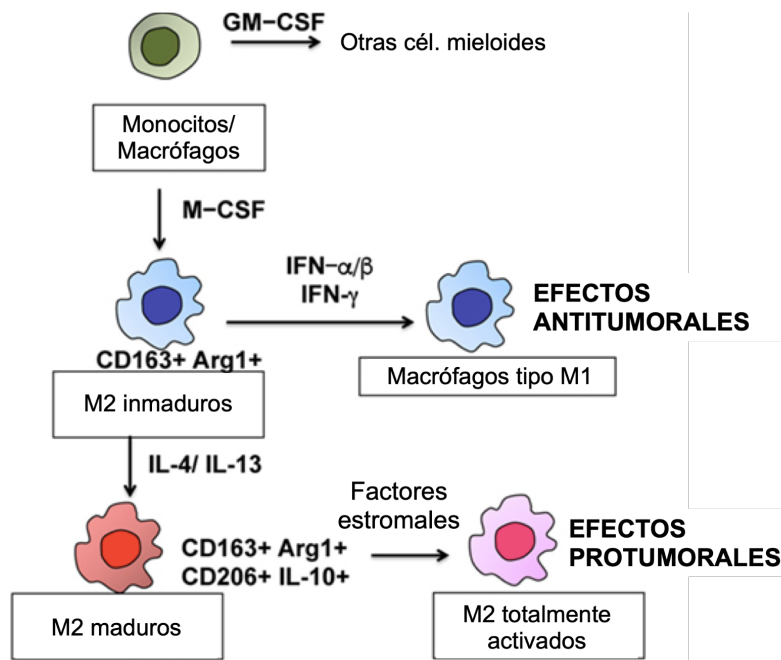 GM−CSF
Otras cél. mieloides
Monocitos/
Macrófagos
M−CSF
IFN−α/β
IFN-γ
EFECTOS
ANTITUMORALES
CD163+ Arg1+
M2 inmaduros
Macrófagos tipo M1
IL-4/ IL-13
Factores
estromales
CD163+ Arg1+
CD206+ IL-10+
EFECTOS
PROTUMORALES
M2 maduros
M2 totalmente
activados